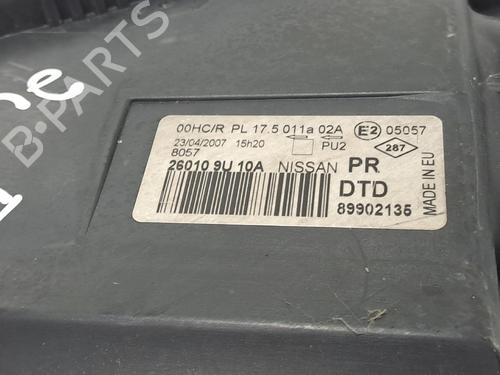 B-PARTS
00HC/R PL 17.5 011a 02A E2 05057
23/04/2007 15h20 PU2 287
8057
26010 9U 10A NISSAN PR
DTD
89902135
MADE IN EU